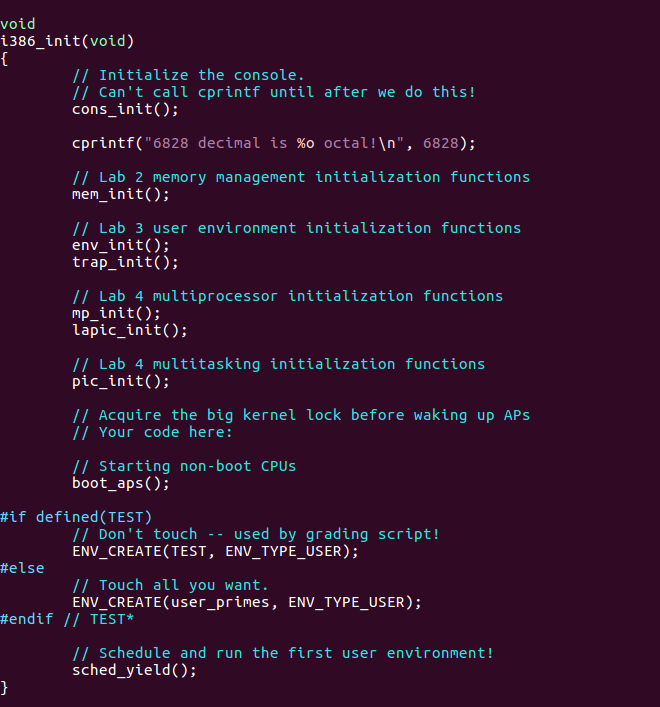 void
i386_init(void)
{
        // Initialize the console.
        // Can't call cprintf until after we do this!
        cons_init();

        cprintf("6828 decimal is %o octal!\n", 6828);

        // Lab 2 memory management initialization functions
        mem_init();

        // Lab 3 user environment initialization functions
        env_init();
        trap_init();

        // Lab 4 multiprocessor initialization functions
        mp_init();
        lapic_init();

        // Lab 4 multitasking initialization functions
        pic_init();

        // Acquire the big kernel lock before waking up APs
        // Your code here:

        // Starting non-boot CPUs
        boot_aps();

#if defined(TEST)
        // Don't touch -- used by grading script!
        ENV_CREATE(TEST, ENV_TYPE_USER);
#else
        // Touch all you want.
        ENV_CREATE(user_primes, ENV_TYPE_USER);
#endif // TEST*

        // Schedule and run the first user environment!
        sched_yield();
}